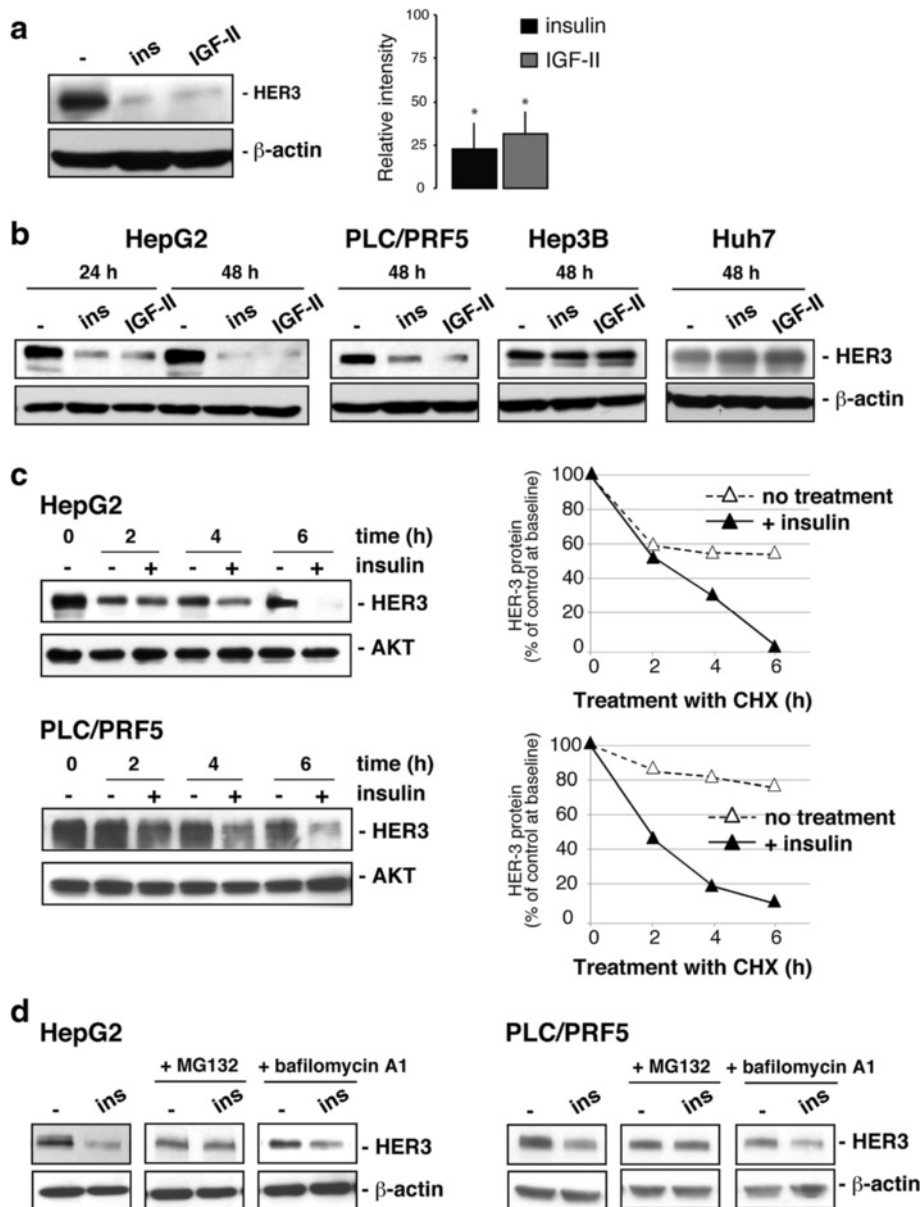 a
- ins IGF-II
- HER3
- β-actin
Relative intensity
100
75
50
25
0
* *
insulin
IGF-II
b
HepG2 PLC/PRF5 Hep3B Huh7
24 h 48 h 48 h 48 h 48 h
- ins IGF-II - ins IGF-II - ins IGF-II - ins IGF-II - ins IGF-II
- HER3
- β-actin
c
HepG2
0 2 4 6 time (h)
- - + - + - + insulin
- HER3
- AKT
HER-3 protein
(% of control at baseline)
100
80
60
40
20
0
no treatment
+ insulin
0 2 4 6
Treatment with CHX (h)
PLC/PRF5
0 2 4 6 time (h)
- - + - + - + insulin
- HER3
- AKT
HER-3 protein
(% of control at baseline)
100
80
60
40
20
0
no treatment
+ insulin
0 2 4 6
Treatment with CHX (h)
d
HepG2
+ MG132 + bafilomycin A1
- ins - ins - ins
- HER3
- β-actin
PLC/PRF5
+ MG132 + bafilomycin A1
- ins - ins - ins
- HER3
- β-actin